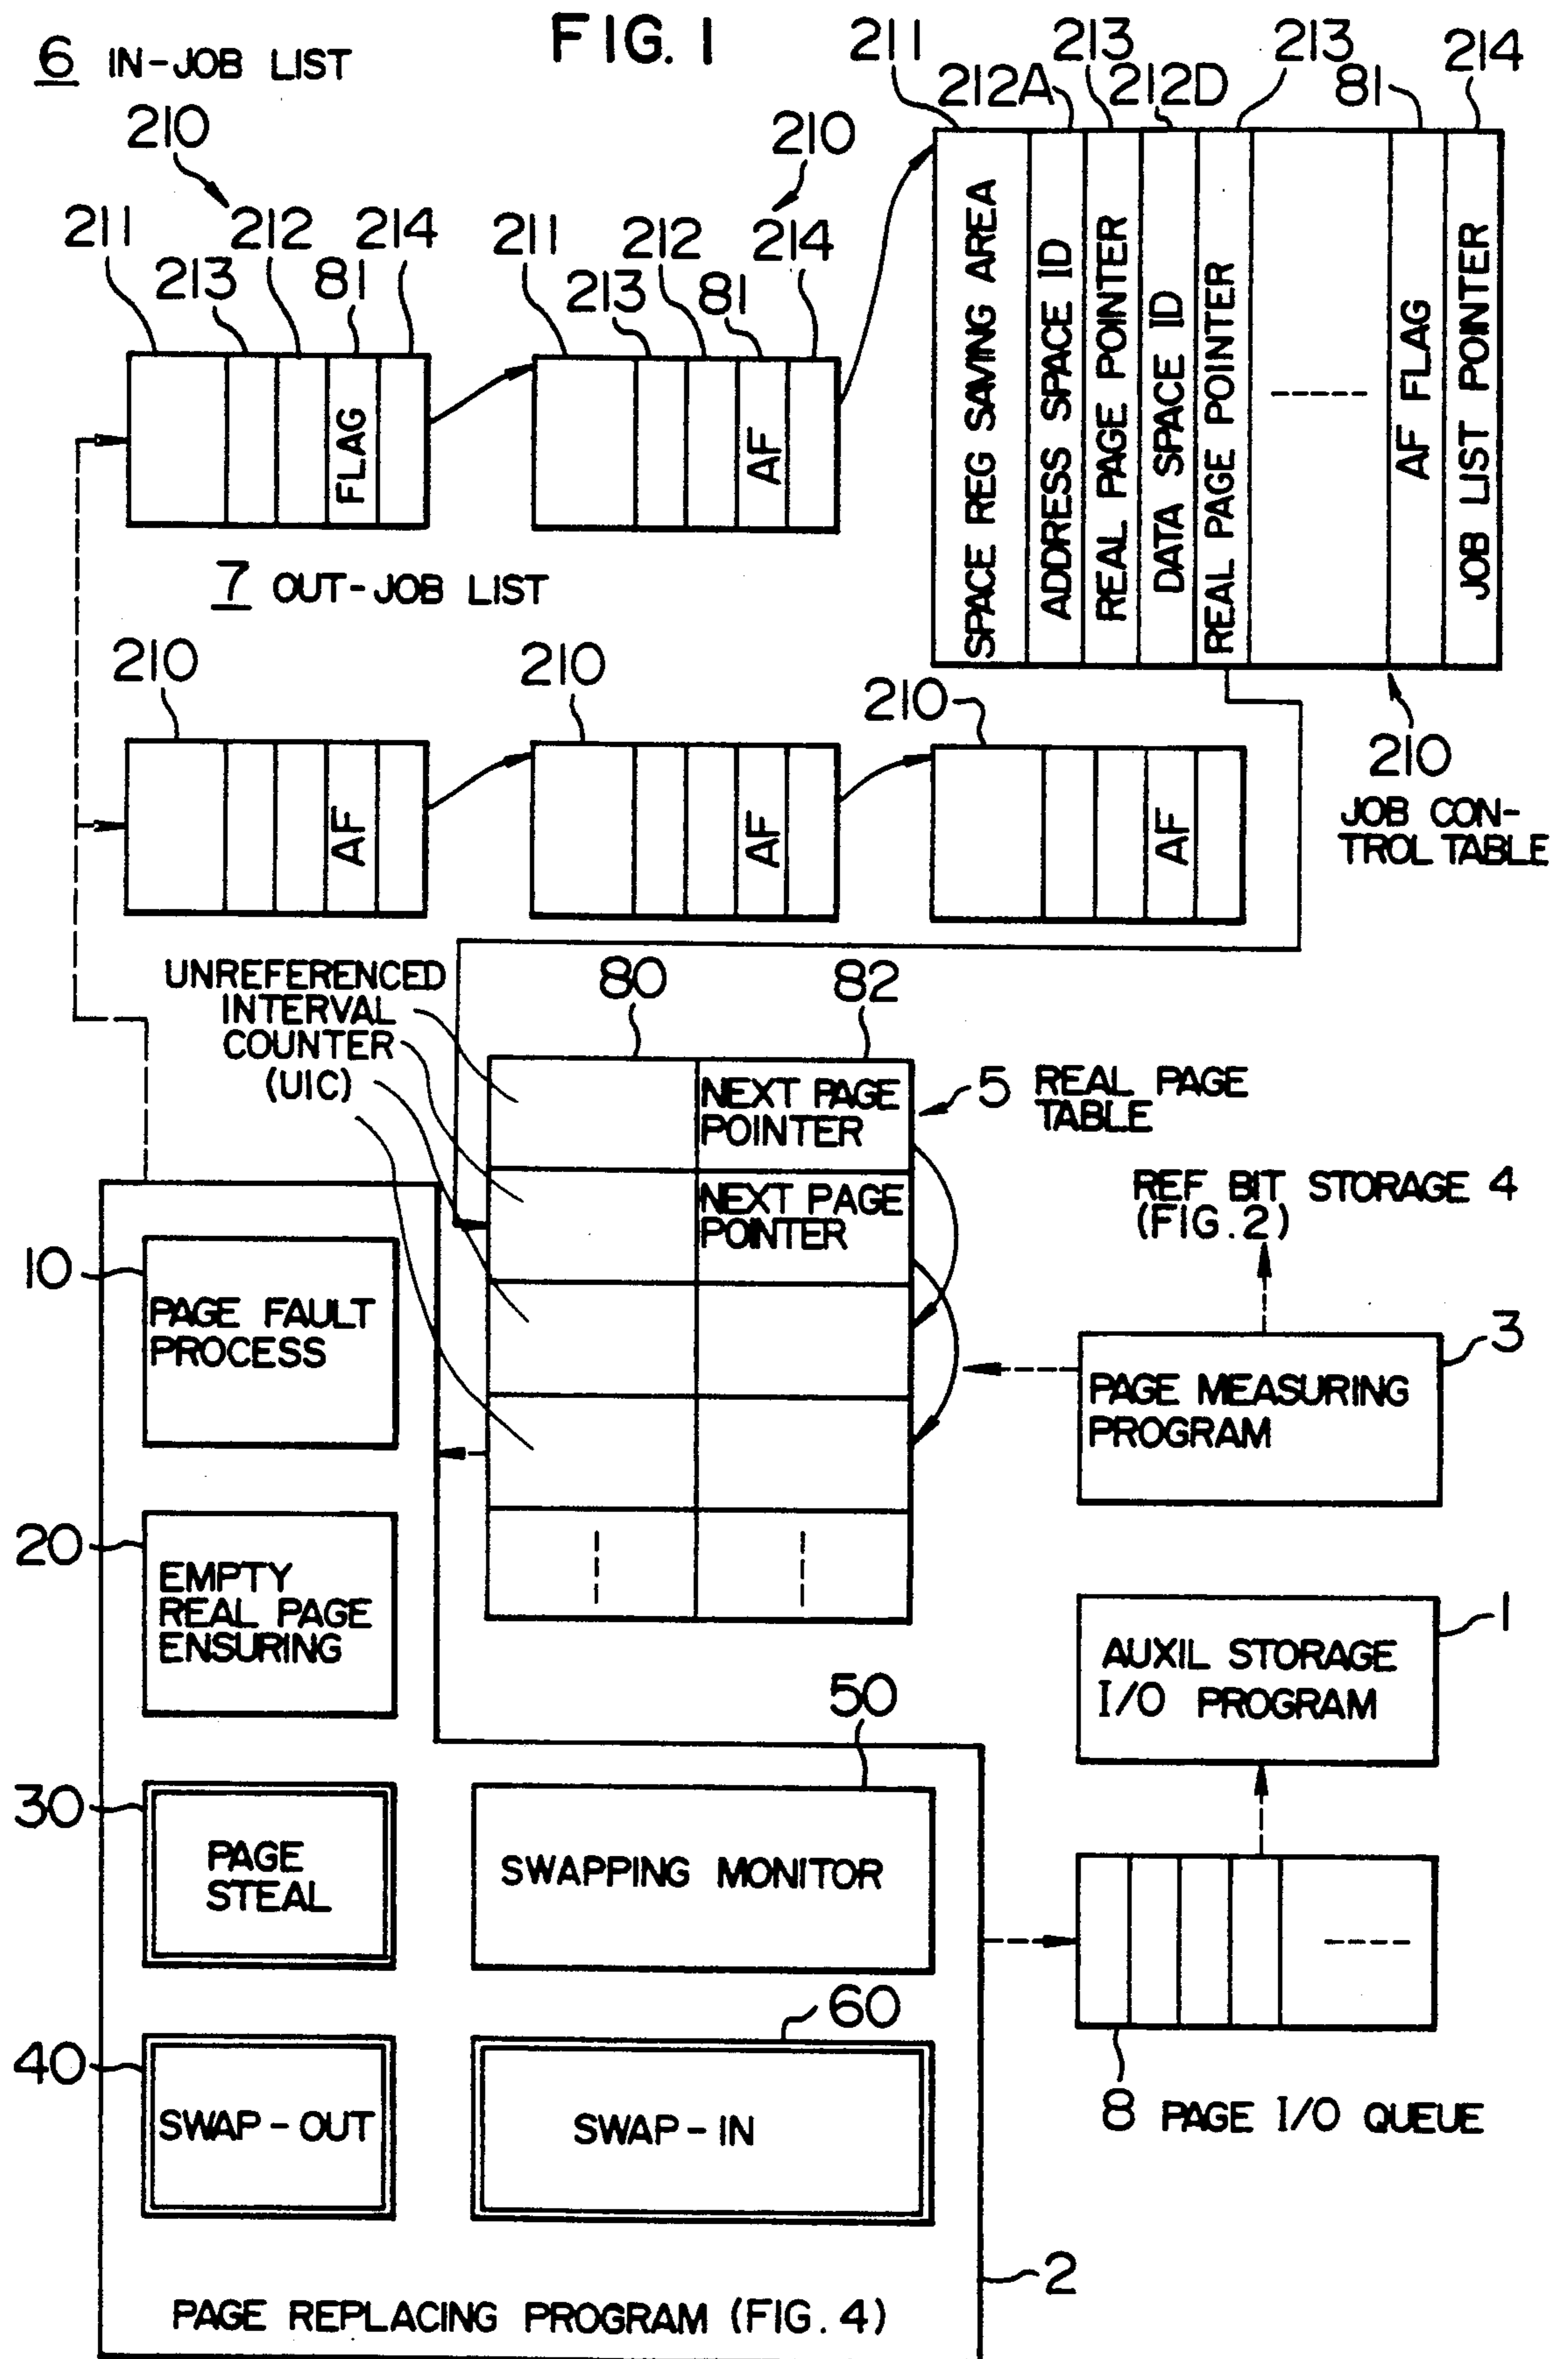 FIG. 1
6 IN-JOB LIST
210
211
213
212
81
214
FLAG
210
211
213
212
81
214
AF
211
212A
213
212D
213
81
214
SPACE REG SAVING AREA
ADDRESS SPACE ID
REAL PAGE POINTER
DATA SPACE ID
REAL PAGE POINTER
AF FLAG
JOB LIST POINTER
210
JOB CON-
TROL TABLE
7 OUT-JOB LIST
210
AF
210
AF
210
AF
UNREFERENCED
INTERVAL
COUNTER
(UIC)
80
82
NEXT PAGE
POINTER
NEXT PAGE
POINTER
5 REAL PAGE
TABLE
REF BIT STORAGE 4
(FIG. 2)
3
PAGE MEASURING
PROGRAM
1
AUXIL STORAGE
I/O PROGRAM
8 PAGE I/O QUEUE
10
PAGE FAULT
PROCESS
20
EMPTY
REAL PAGE
ENSURING
30
PAGE
STEAL
50
SWAPPING MONITOR
40
SWAP-OUT
60
SWAP-IN
2
PAGE REPLACING PROGRAM (FIG. 4)